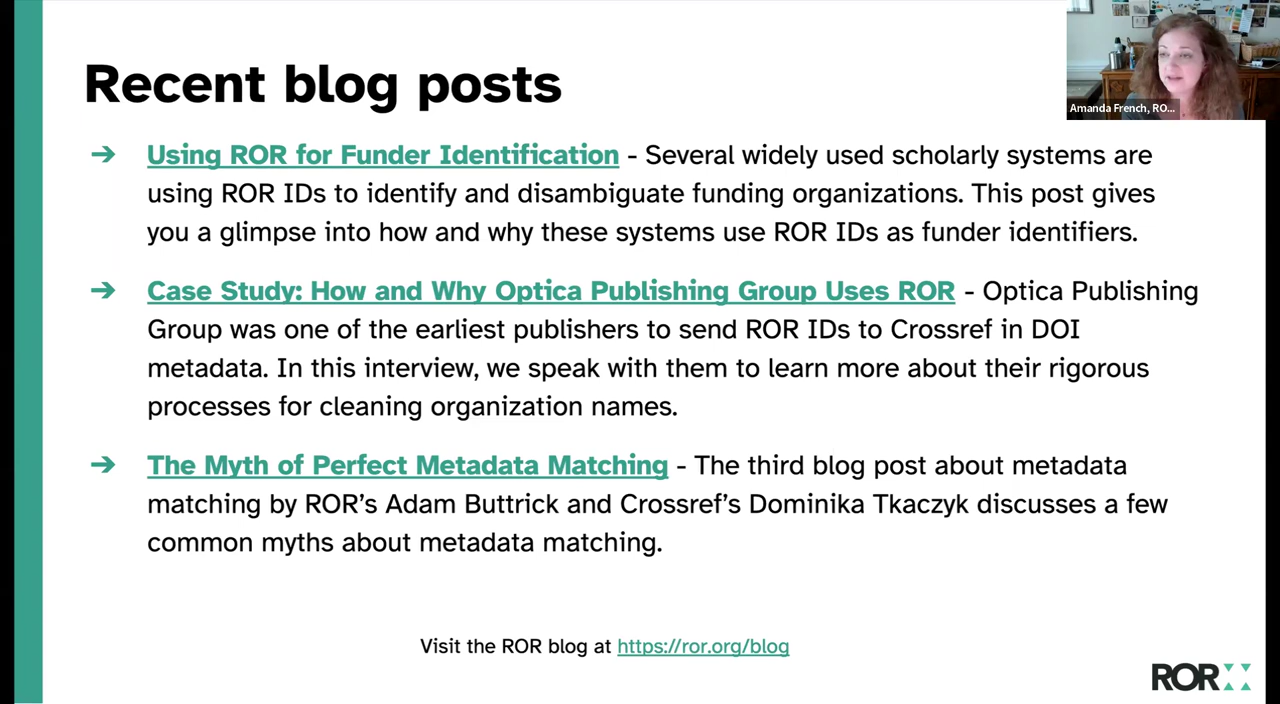 Recent blog posts
Amanda French, RO...
➔ Using ROR for Funder Identification - Several widely used scholarly systems are
using ROR IDs to identify and disambiguate funding organizations. This post gives
you a glimpse into how and why these systems use ROR IDs as funder identifiers.
➔ Case Study: How and Why Optica Publishing Group Uses ROR - Optica Publishing
Group was one of the earliest publishers to send ROR IDs to Crossref in DOI
metadata. In this interview, we speak with them to learn more about their rigorous
processes for cleaning organization names.
➔ The Myth of Perfect Metadata Matching - The third blog post about metadata
matching by ROR’s Adam Buttrick and Crossref’s Dominika Tkaczyk discusses a few
common myths about metadata matching.
Visit the ROR blog at https://ror.org/blog
ROR